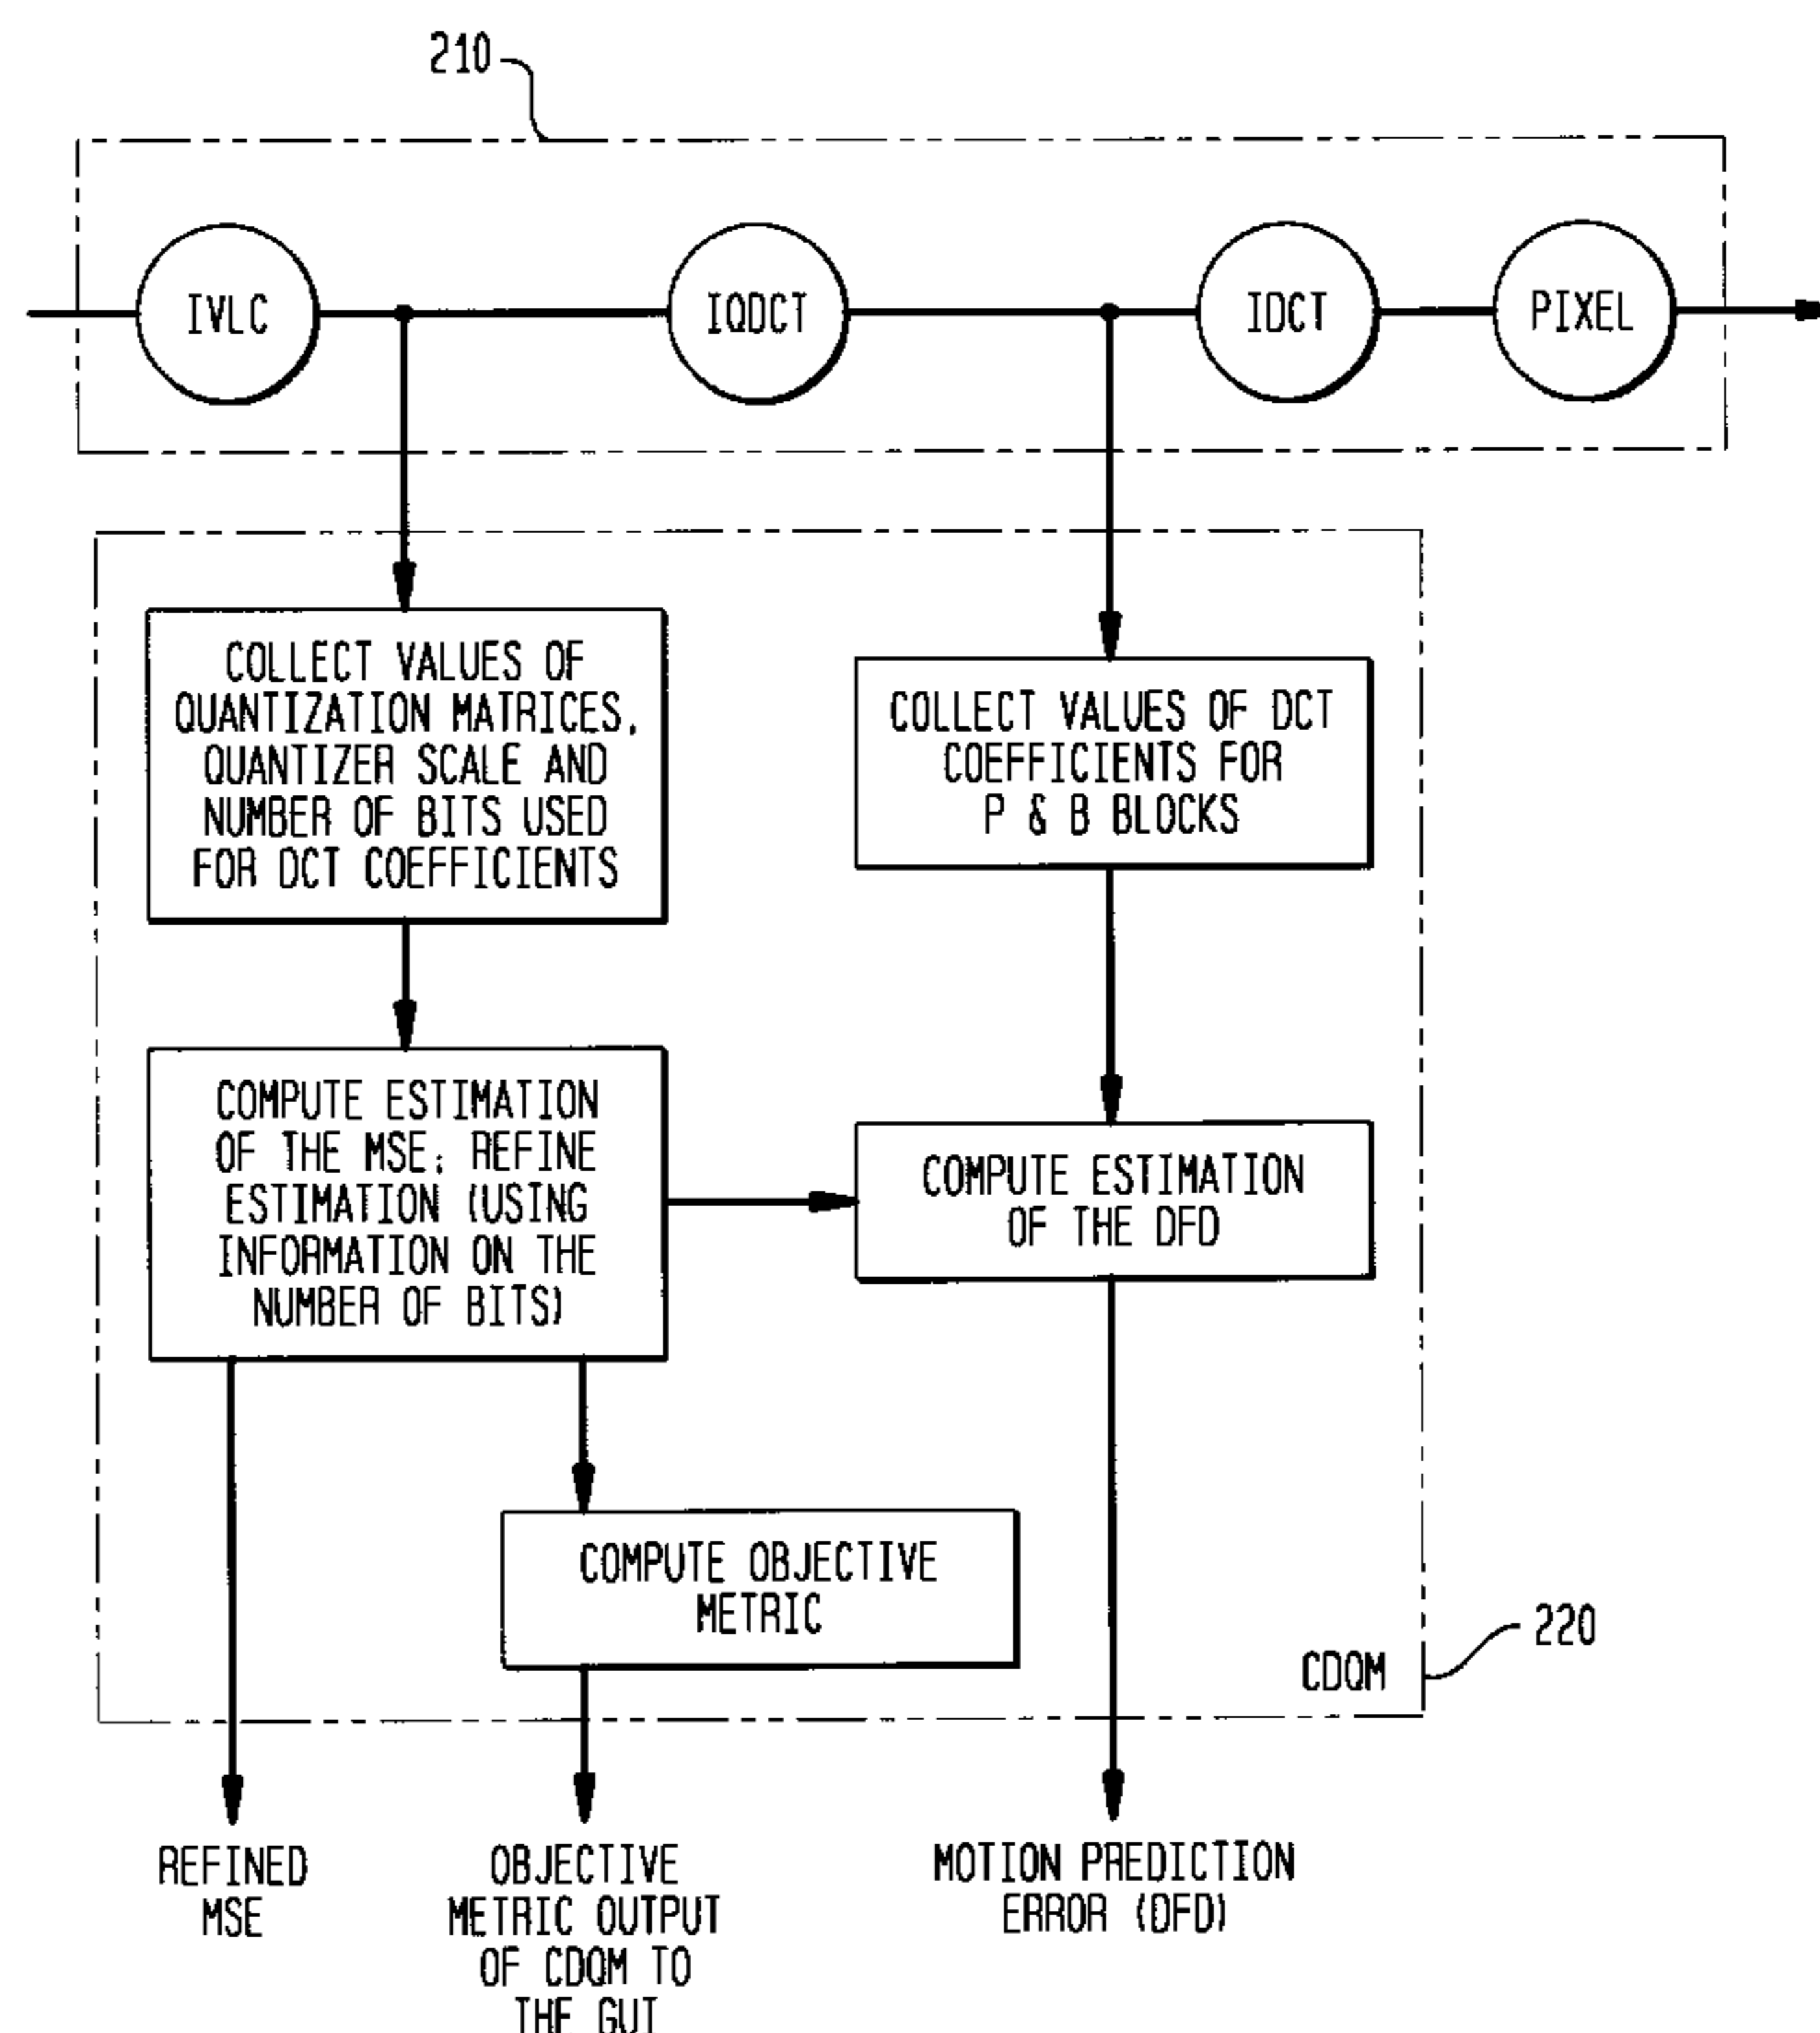 210
IVLC
IQDCT
IDCT
PIXEL
COLLECT VALUES OF
QUANTIZATION MATRICES,
QUANTIZER SCALE AND
NUMBER OF BITS USED
FOR DCT COEFFICIENTS
COLLECT VALUES OF DCT
COEFFICIENTS FOR
P & B BLOCKS
COMPUTE ESTIMATION
OF THE MSE; REFINE
ESTIMATION (USING
INFORMATION ON THE
NUMBER OF BITS)
COMPUTE ESTIMATION
OF THE DFD
COMPUTE OBJECTIVE
METRIC
CDQM
220
REFINED
MSE
OBJECTIVE
METRIC OUTPUT
OF CDQM TO
THE GUT
MOTION PREDICTION
ERROR (DFD)